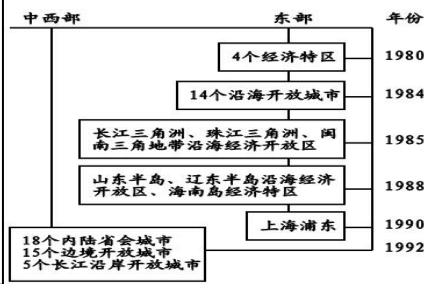 中西部 东部 年份
4个经济特区 1980
14个沿海开放城市 1984
长江三角洲、珠江三角洲、闽
南三角地带沿海经济开放区 1985
山东半岛、辽东半岛沿海经济
开放区、海南岛经济特区 1988
上海浦东 1990
1992
18个内陆省会城市
15个边境开放城市
5个长江沿岸开放城市